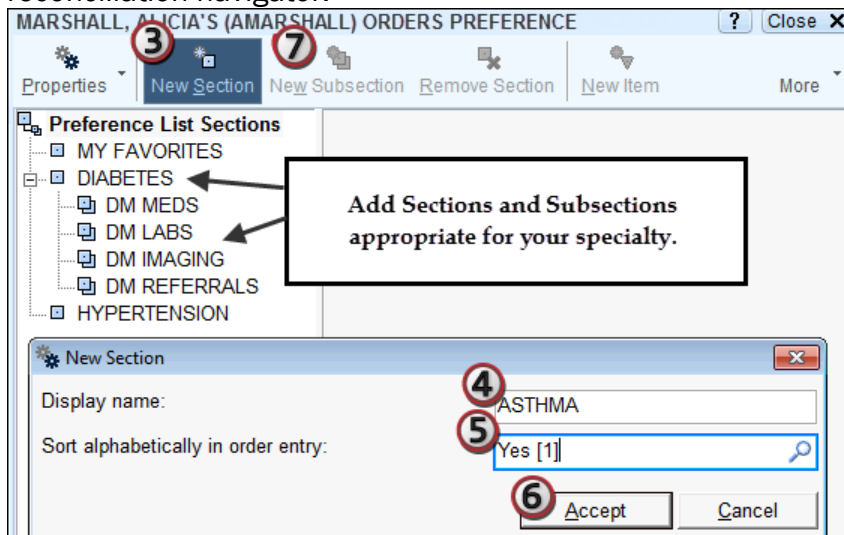 reconciliation navigator.
MARSHALL, ALICIA'S (AMARSHALL) ORDERS PREFERENCE ? Close X
3 7
Properties New Section New Subsection Remove Section New Item More
Preference List Sections
MY FAVORITES
DIABETES
DM MEDS
DM LABS
DM IMAGING
DM REFERRALS
HYPERTENSION
Add Sections and Subsections
appropriate for your specialty.
New Section
Display name: 4 ASTHMA
Sort alphabetically in order entry: 5 Yes [1]
6 Accept Cancel